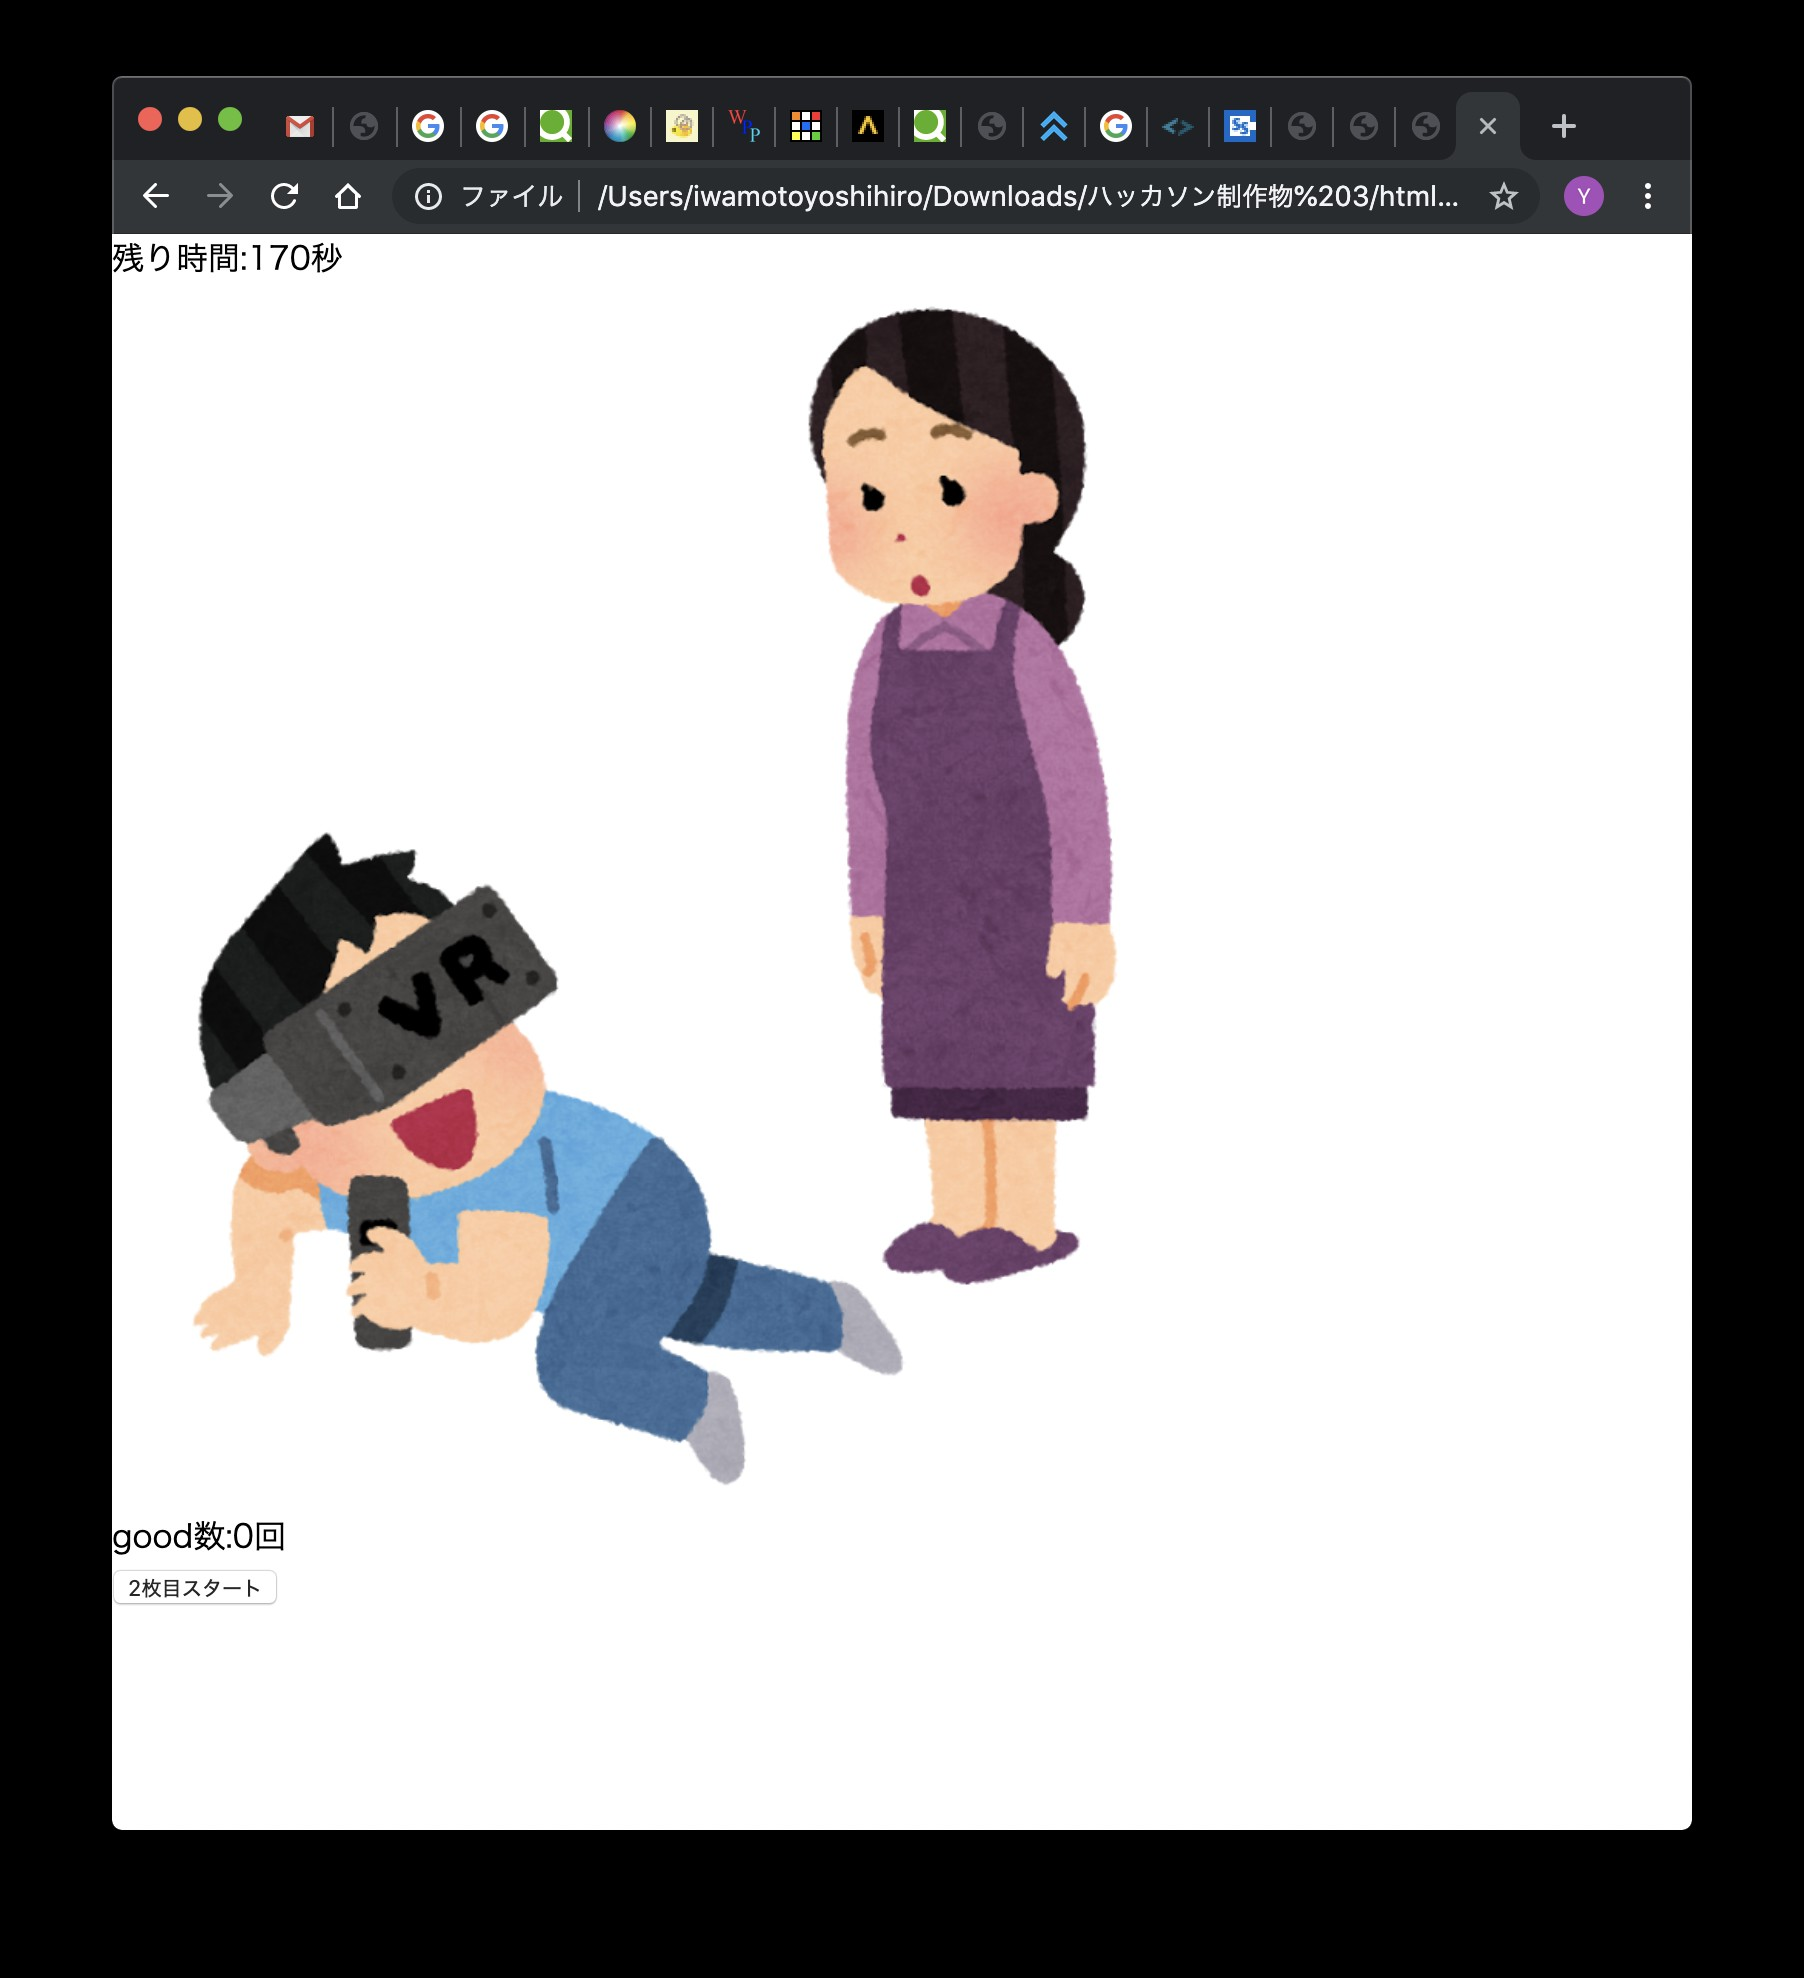 ファイル
/Users/iwamotoyoshihiro/Downloads/ハッカソン制作物%203/html...
Y
残り時間:170秒
VR
good数:0回
2枚目スタート